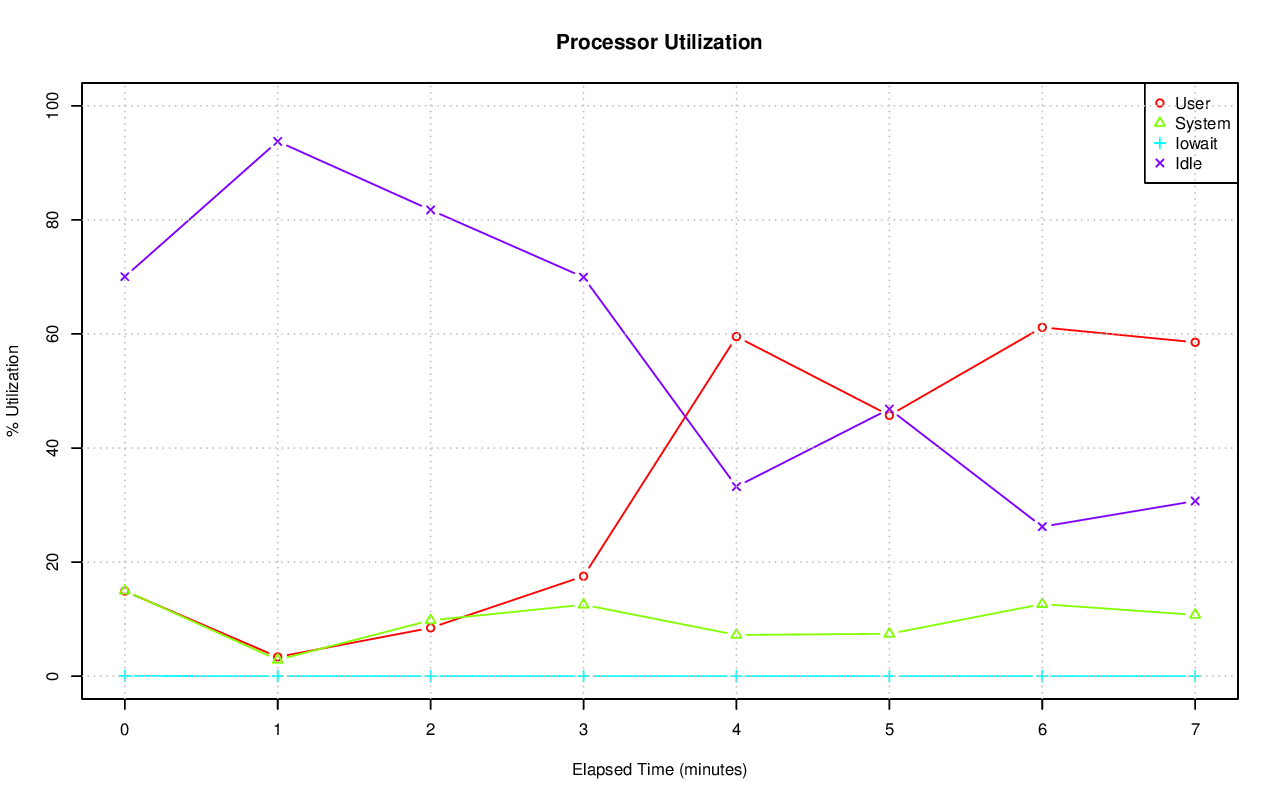 Processor Utilization
User
System
Iowait
Idle
% Utilization
100
80
60
40
20
0
0 1 2 3 4 5 6 7
Elapsed Time (minutes)